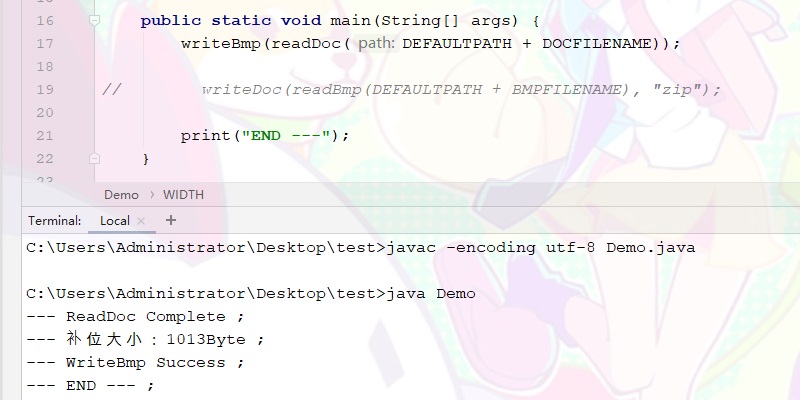 16 public static void main(String[] args) {
17 writeBmp(readDoc( path: DEFAULTPATH + DOCFILENAME));
18
19 // writeDoc(readBmp(DEFAULTPATH + BMPFILENAME), "zip");
20
21 print("END ---");
22 }
Demo › WIDTH
Terminal: Local × +
C:\Users\Administrator\Desktop\test>javac -encoding utf-8 Demo.java
C:\Users\Administrator\Desktop\test>java Demo
--- ReadDoc Complete ;
--- 补位大小：1013Byte ;
--- WriteBmp Success ;
--- END --- ;